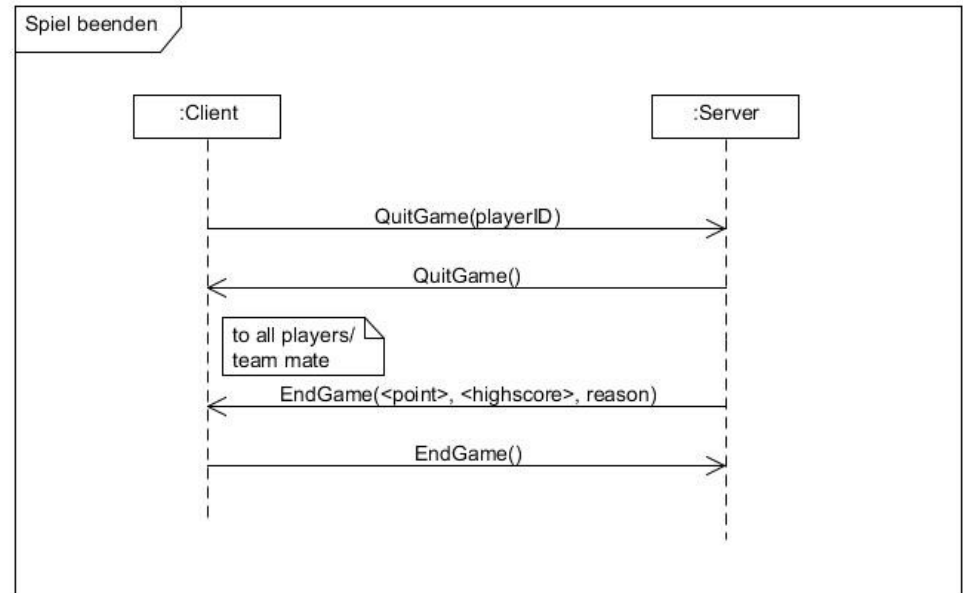 Spiel beenden
:Client
:Server
QuitGame(playerID)
QuitGame()
to all players/
team mate
EndGame(<point>, <highscore>, reason)
EndGame()